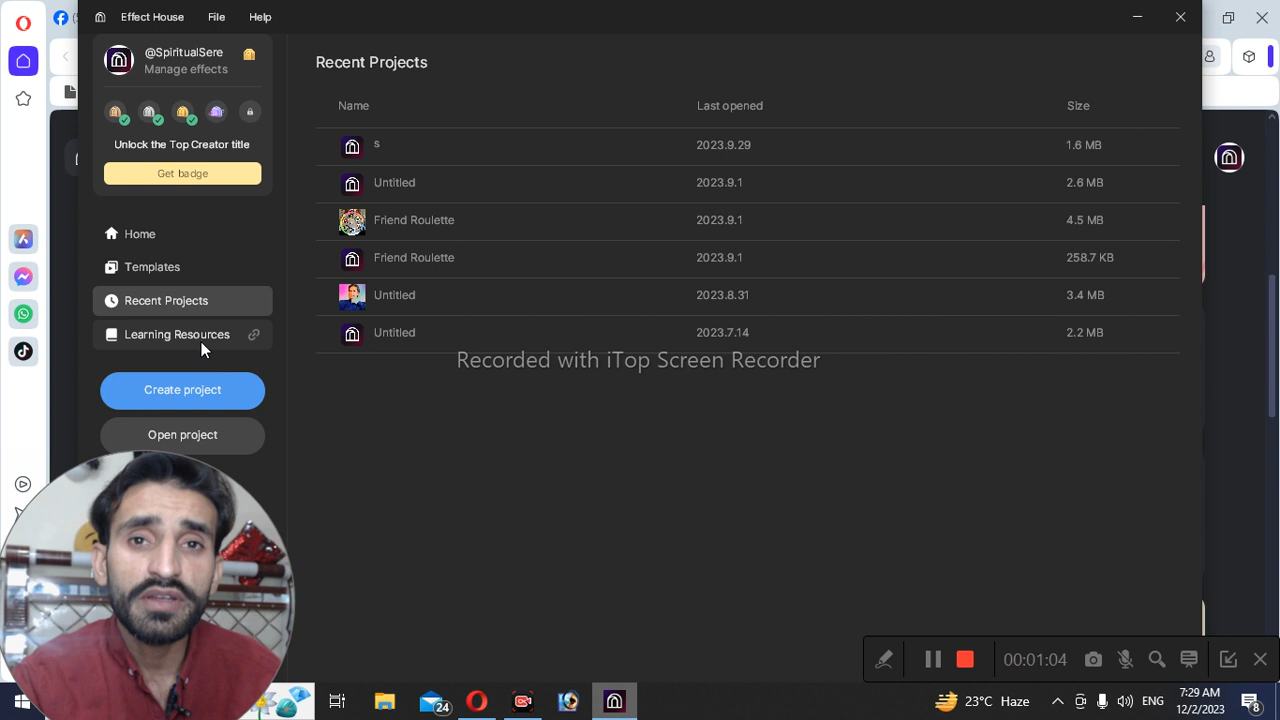 Effect House
File
Help
@SpiritualSere
Manage effects
Unlock the Top Creator title
Get badge
Home
Templates
Recent Projects
Learning Resources
Create project
Open project
Recent Projects
Name
Last opened
Size
s
2023.9.29
1.6 MB
Untitled
2023.9.1
2.6 MB
Friend Roulette
2023.9.1
4.5 MB
Friend Roulette
2023.9.1
258.7 KB
Untitled
2023.8.31
3.4 MB
Untitled
2023.7.14
2.2 MB
Recorded with iTop Screen Recorder
00:01:04
24
23°C Haze
ENG
7:29 AM
12/2/2023
8